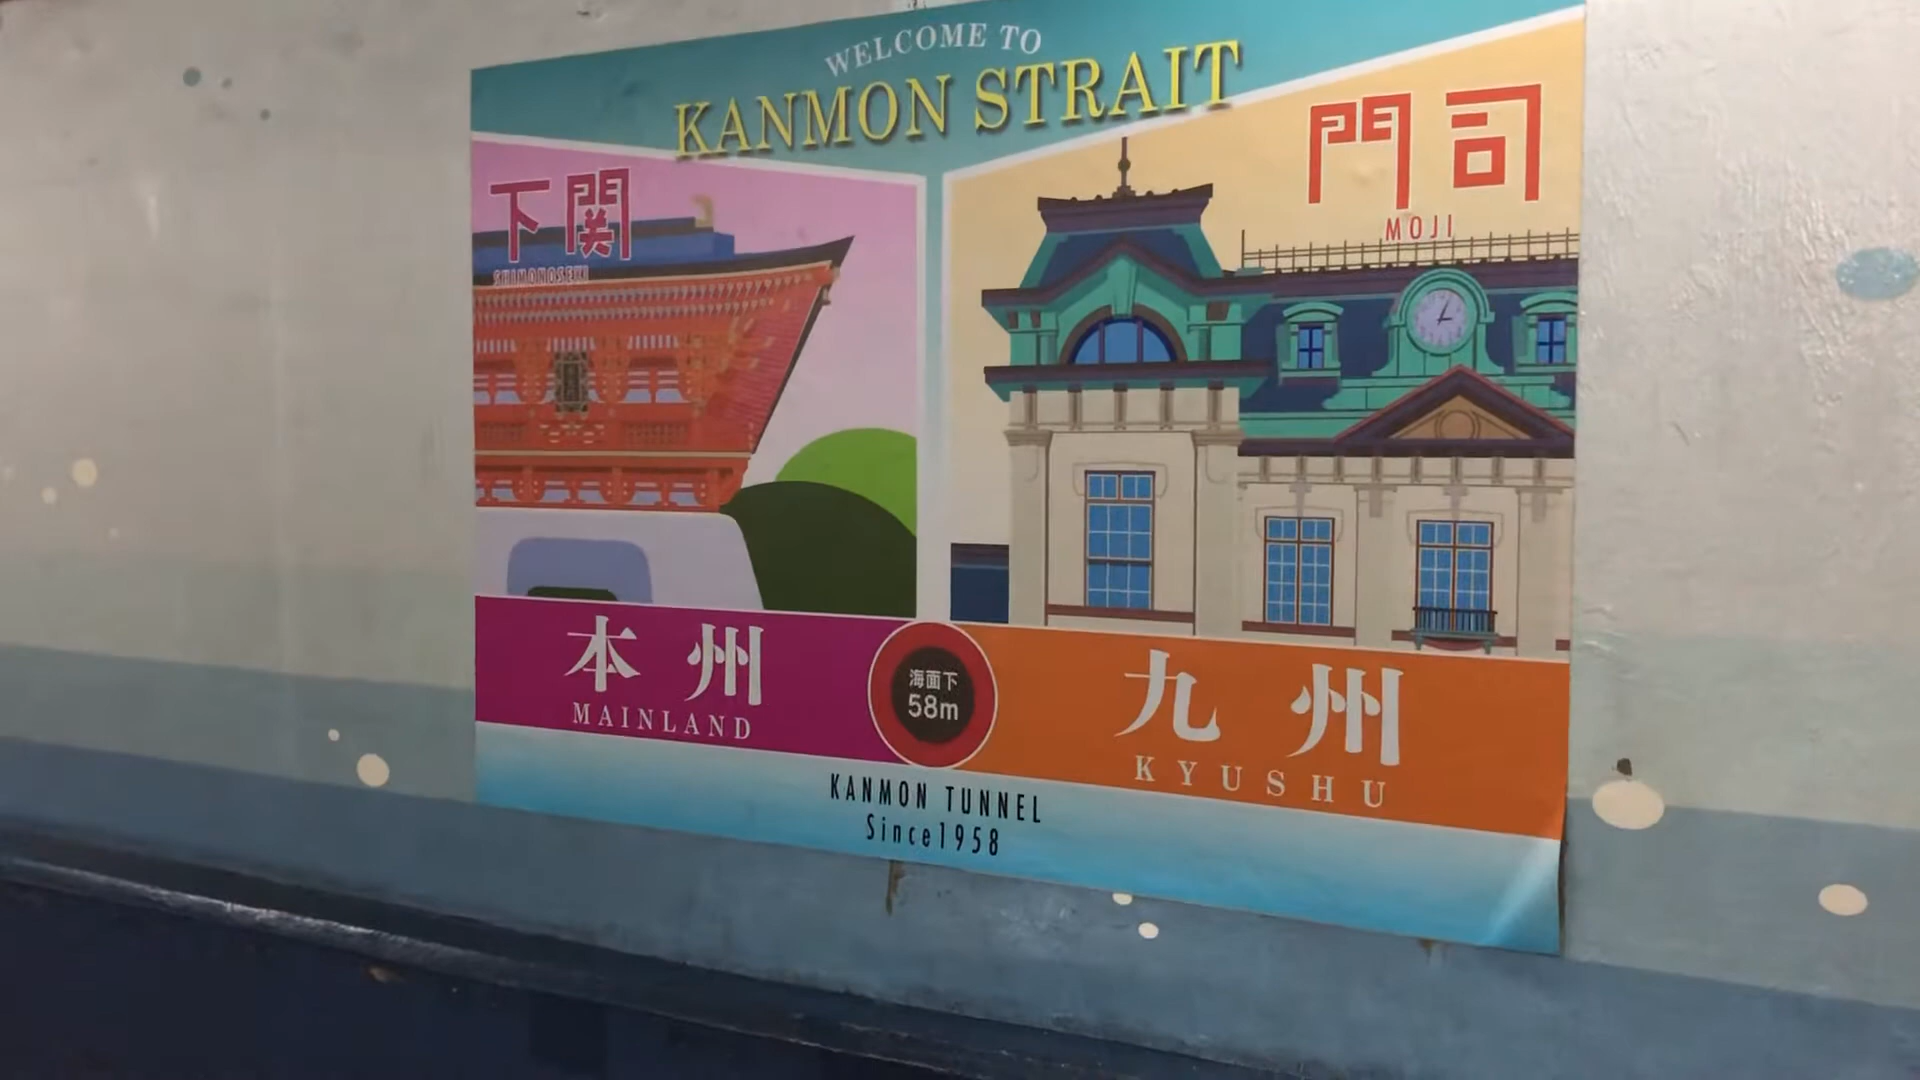 WELCOME TO
KANMON STRAIT
下関
SHIMONOSEKI
門司
MOJI
本州
MAINLAND
海面下
58m
九州
KYUSHU
KANMON TUNNEL
Since1958